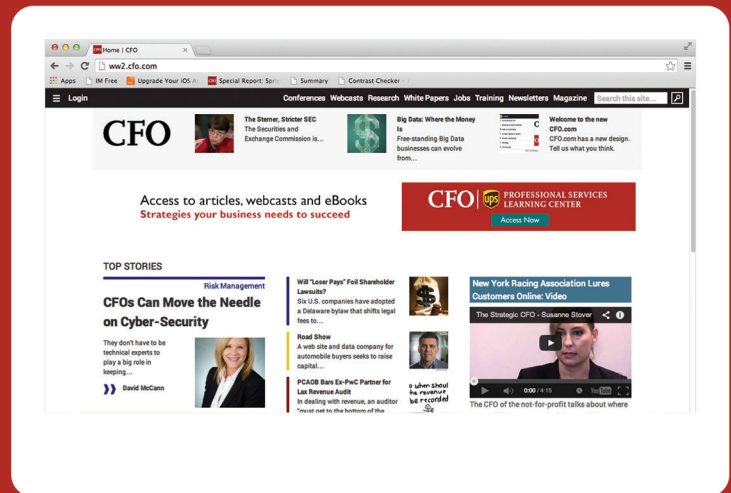 Home | CFO
ww2.cfo.com
Apps IM Free Upgrade Your iOS A Special Report: Sprin Summary Contrast Checker -
Login
Conferences Webcasts Research White Papers Jobs Training Newsletters Magazine Search this site...
CFO
The Sterner, Stricter SEC
The Securities and
Exchange Commission is...
Big Data: Where the Money
Is
Free-standing Big Data
businesses can evolve
from...
Welcome to the new
CFO.com
CFO.com has a new design.
Tell us what you think.
Access to articles, webcasts and eBooks
Strategies your business needs to succeed
CFO ups PROFESSIONAL SERVICES
LEARNING CENTER
Access Now
TOP STORIES
Risk Management
CFOs Can Move the Needle
on Cyber-Security
They don't have to be
technical experts to
play a big role in
keeping...
David McCann
Will "Loser Pays" Foil Shareholder
Lawsuits?
Six U.S. companies have adopted
a Delaware bylaw that shifts legal
fees to...
Road Show
A web site and data company for
automobile buyers seeks to raise
capital...
PCAOB Bars Ex-PwC Partner for
Lax Revenue Audit
In dealing with revenue, an auditor
"must get to the bottom of the
o when shoul
he revenue
be recorded
New York Racing Association Lures
Customers Online: Video
The Strategic CFO - Susanne Stover
0:00 / 4:15
YouTube
The CFO of the not-for-profit talks about where